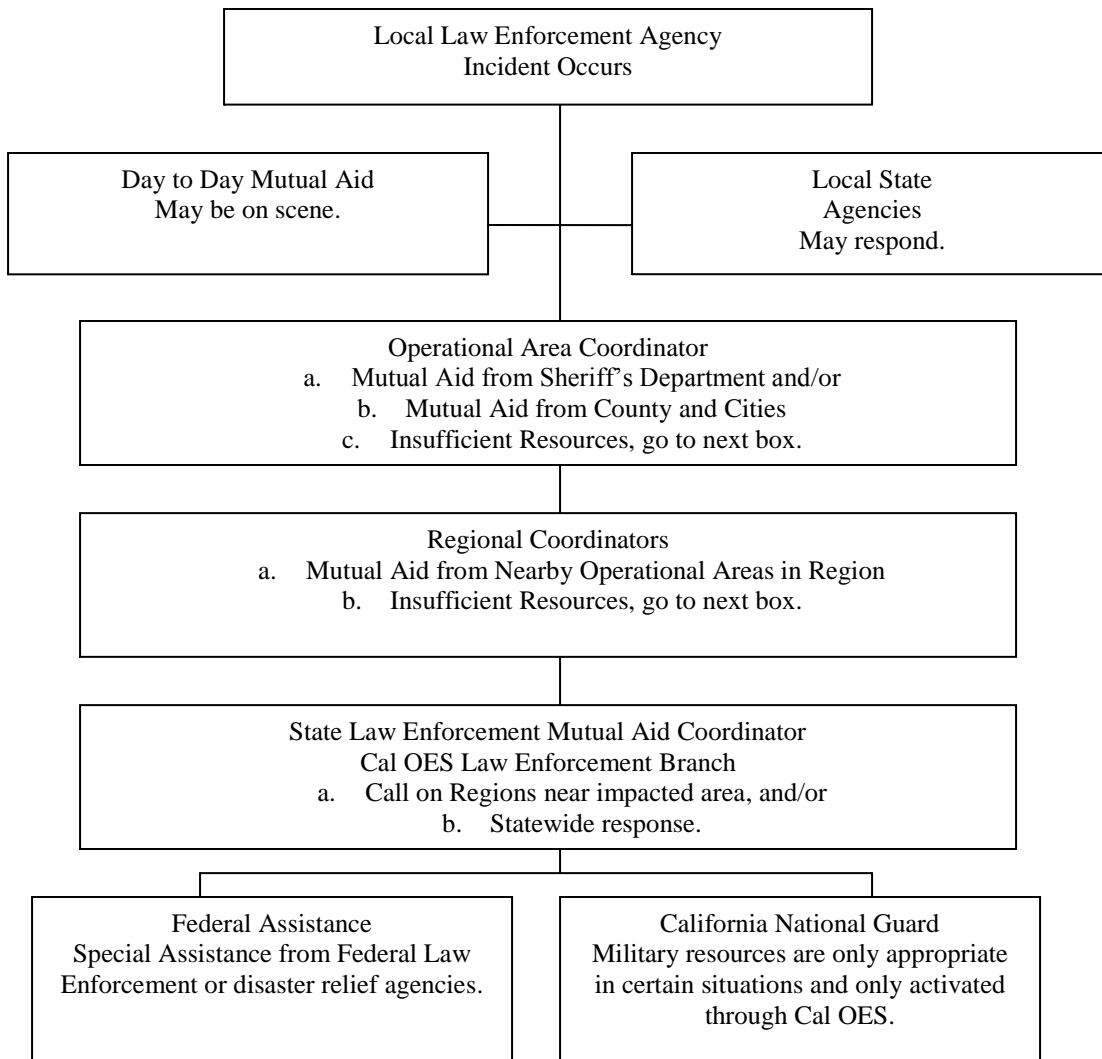 Local Law Enforcement Agency
Incident Occurs
Day to Day Mutual Aid
May be on scene.
Local State
Agencies
May respond.
Operational Area Coordinator
a. Mutual Aid from Sheriff’s Department and/or
b. Mutual Aid from County and Cities
c. Insufficient Resources, go to next box.
Regional Coordinators
a. Mutual Aid from Nearby Operational Areas in Region
b. Insufficient Resources, go to next box.
State Law Enforcement Mutual Aid Coordinator
Cal OES Law Enforcement Branch
a. Call on Regions near impacted area, and/or
b. Statewide response.
Federal Assistance
Special Assistance from Federal Law
Enforcement or disaster relief agencies.
California National Guard
Military resources are only appropriate
in certain situations and only activated
through Cal OES.